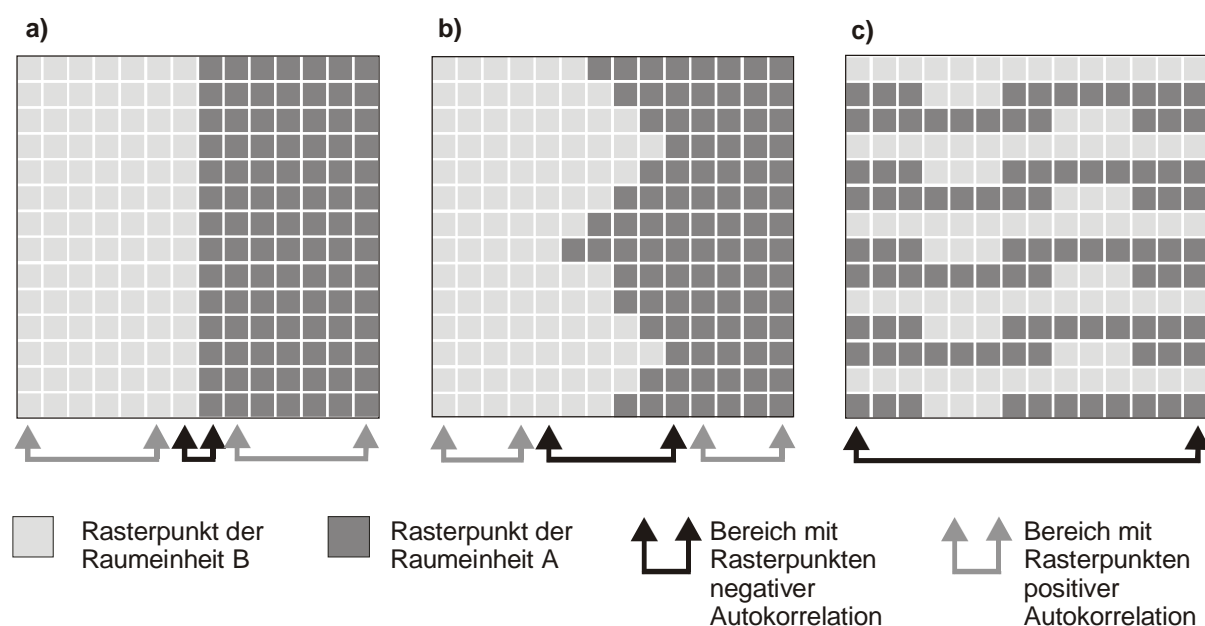 a)
b)
c)
Rasterpunkt der
Raumeinheit B
Rasterpunkt der
Raumeinheit A
Bereich mit
Rasterpunkten
negativer
Autokorrelation
Bereich mit
Rasterpunkten
positiver
Autokorrelation